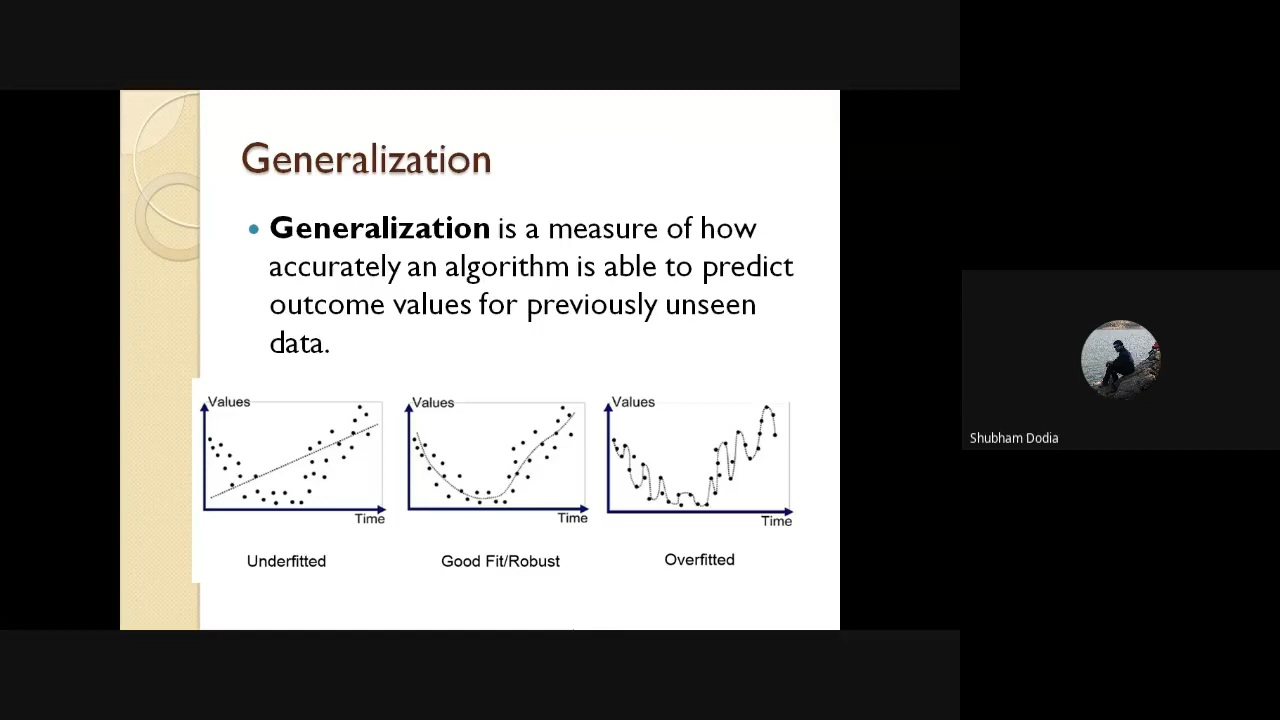 Generalization
• Generalization is a measure of how
accurately an algorithm is able to predict
outcome values for previously unseen
data.
Values
Time
Underfitted
Values
Time
Good Fit/Robust
Values
Time
Overfitted
Shubham Dodia